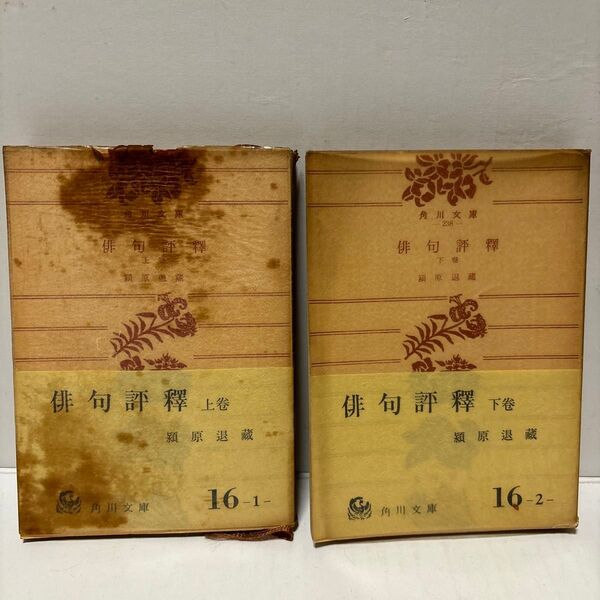 角川文庫
俳句評釋
上
潁原退藏
俳句評釋 上卷
潁原退藏
角川文庫
16-1-
角川文庫
-238-
俳句評釋
下卷
潁原退藏
俳句評釋 下卷
潁原退藏
角川文庫
16-2-